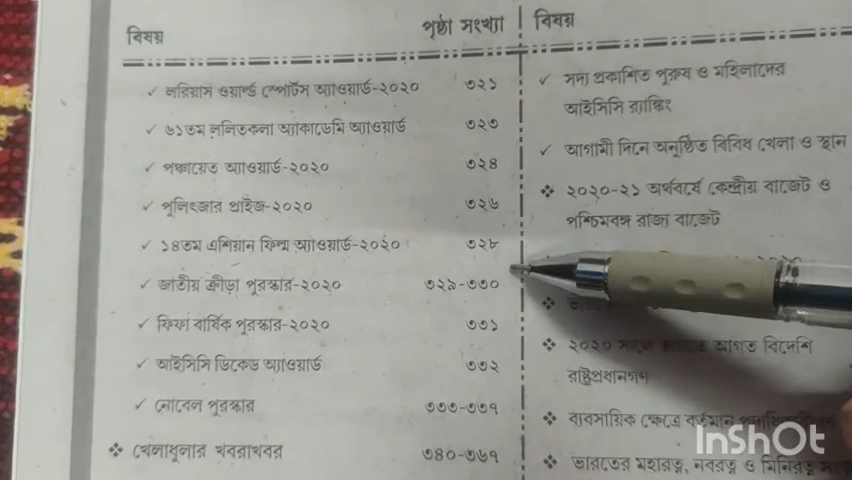 বিষয়
পৃষ্ঠা সংখ্যা
✓ লরিয়াস ওয়ার্ল্ড স্পোর্টস অ্যাওয়ার্ড-২০২০ ৩২১
✓ ৬১তম ললিতকলা অ্যাকাডেমি অ্যাওয়ার্ড ৩২৩
✓ পঞ্চায়েত অ্যাওয়ার্ড-২০২০ ৩২৪
✓ পুলিৎজার প্রাইজ-২০২০ ৩২৬
✓ ১৪তম এশিয়ান ফিল্ম অ্যাওয়ার্ড-২০২০ ৩২৮
✓ জাতীয় ক্রীড়া পুরস্কার-২০২০ ৩২৯-৩৩০
✓ ফিফা বার্ষিক পুরস্কার-২০২০ ৩৩১
✓ আইসিসি ডিকেড অ্যাওয়ার্ড ৩৩২
✓ নোবেল পুরস্কার ৩৩৩-৩৩৭
❖ খেলাধুলার খবরাখবর ৩৪০-৩৬৭
বিষয়
✓ সদ্য প্রকাশিত পুরুষ ও মহিলাদের
আইসিসি র‍্যাঙ্কিং
✓ আগামী দিনে অনুষ্ঠিত বিবিধ খেলা ও স্থান
❖ ২০২০-২১ অর্থবর্ষে কেন্দ্রীয় বাজেট ও
পশ্চিমবঙ্গ রাজ্য বাজেট
❖ ২০২০ আগত বিদেশি
রাষ্ট্রপ্রধানগণ
❖ ব্যবসায়িক ক্ষেত্রে বর্তমান
❖ ভারতের মহারত্ন, নবরত্ন ও মিনিরত্ন
InShOt